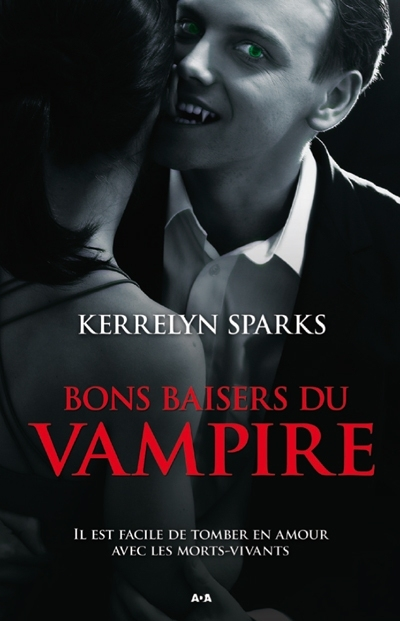 KERRELYN SPARKS
BONS BAISERS DU
VAMPIRE
IL EST FACILE DE TOMBER EN AMOUR
AVEC LES MORTS-VIVANTS
A•A